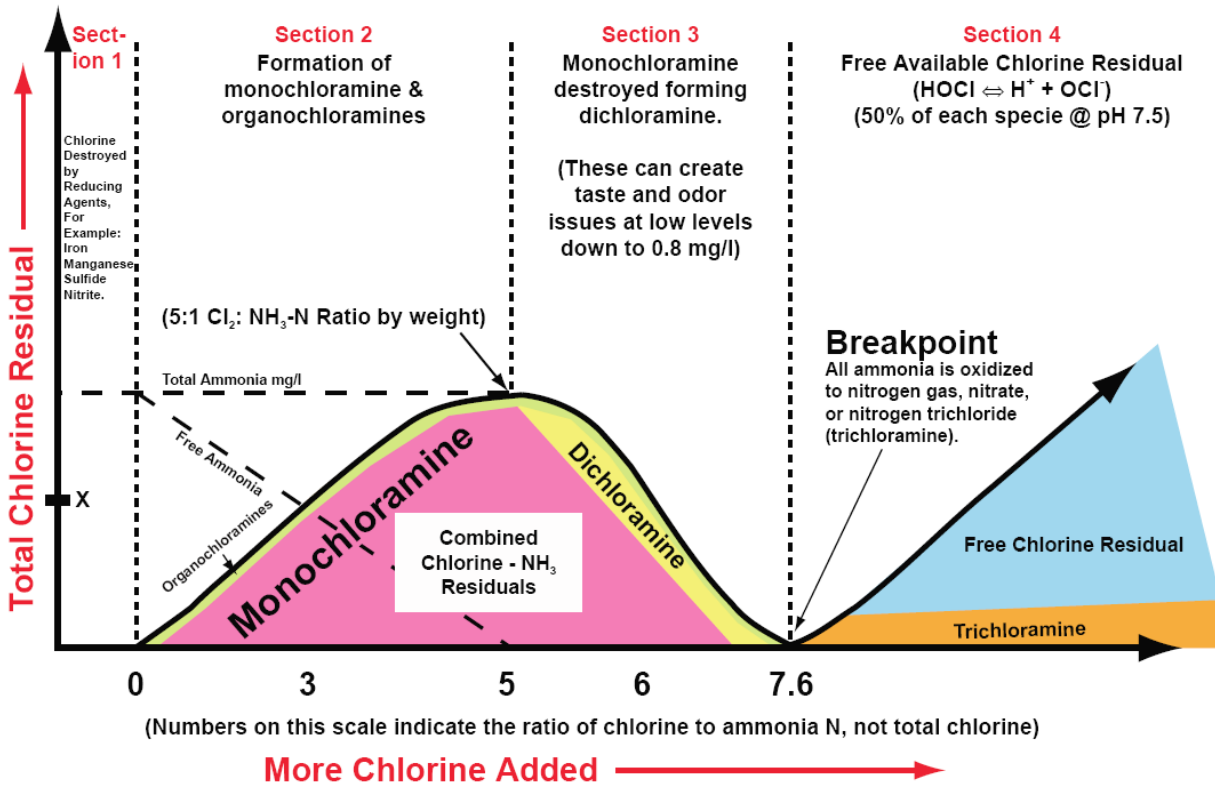 Sect-
ion 1
Section 2
Section 3
Section 4
Formation of
monochloramine &
organochloramines
Monochloramine
destroyed forming
dichloramine.
(These can create
taste and odor
issues at low levels
down to 0.8 mg/l)
Free Available Chlorine Residual
(HOCl ⇔ H⁺ + OCl⁻)
(50% of each specie @ pH 7.5)
Chlorine
Destroyed
by
Reducing
Agents,
For
Example:
Iron
Manganese
Sulfide
Nitrite.
Total Chlorine Residual
X
(5:1 Cl₂: NH₃-N Ratio by weight)
Total Ammonia mg/l
Free Ammonia
Organochloramines
Monochloramine
Combined
Chlorine - NH₃
Residuals
Dichloramine
Breakpoint
All ammonia is oxidized
to nitrogen gas, nitrate,
or nitrogen trichloride
(trichloramine).
Free Chlorine Residual
Trichloramine
0 3 5 6 7.6
(Numbers on this scale indicate the ratio of chlorine to ammonia N, not total chlorine)
More Chlorine Added